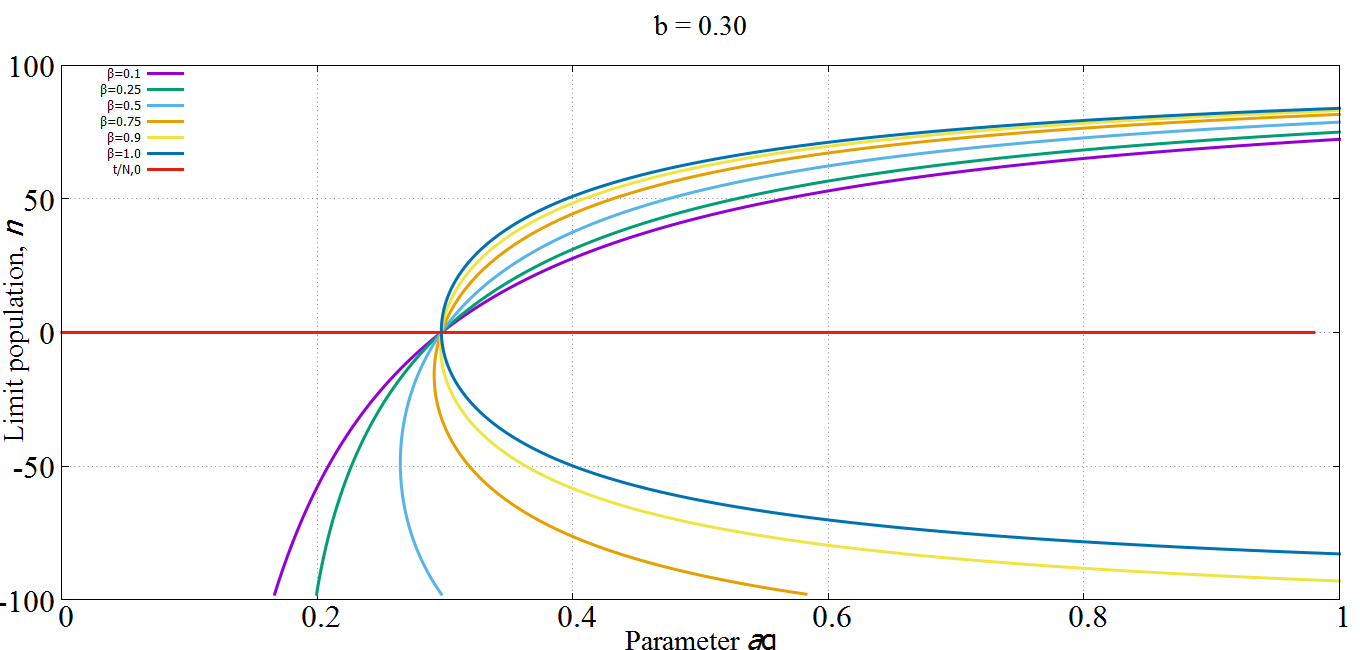 b = 0.30
100
50
0
-50
-100
Limit population, n
β=0.1
β=0.25
β=0.5
β=0.75
β=0.9
β=1.0
t/N,0
0 0.2 0.4 0.6 0.8 1
Parameter aq